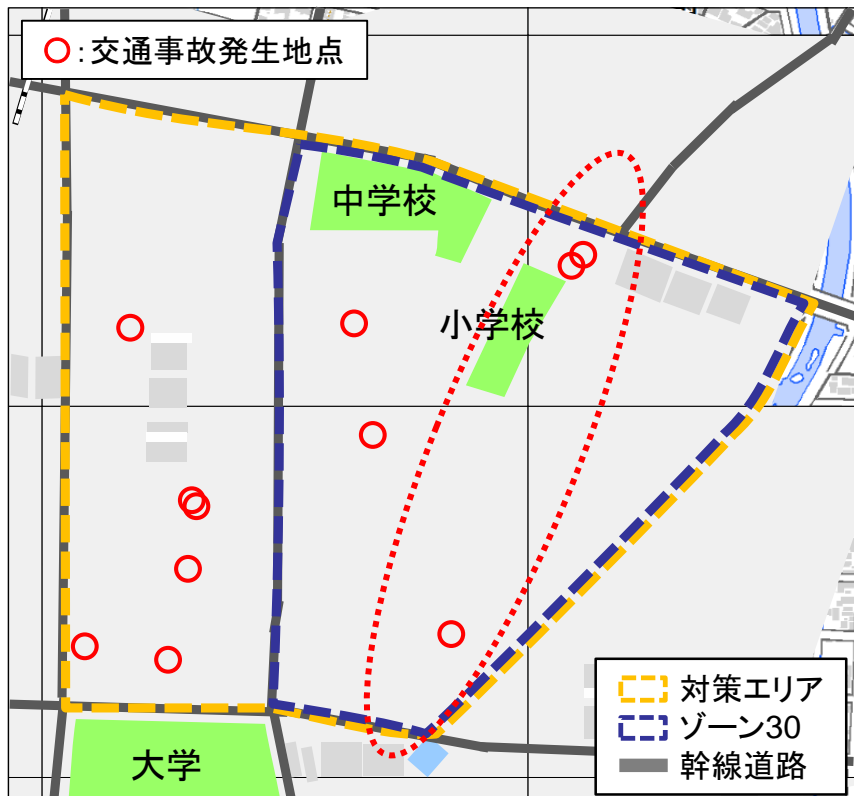 ○：交通事故発生地点
中学校
小学校
大学
対策エリア
ゾーン30
幹線道路